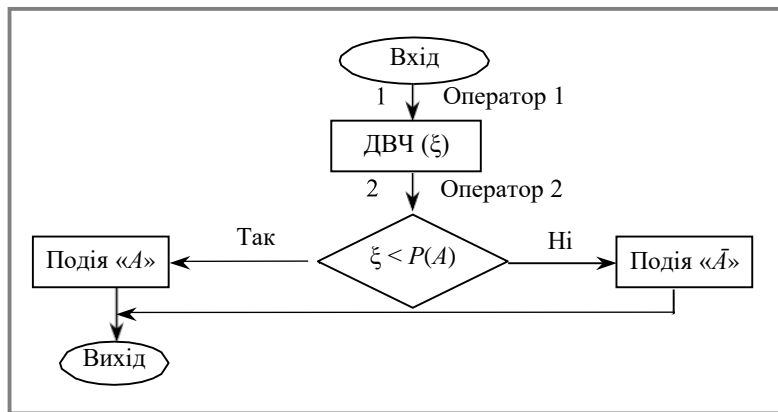 Вхід
1 Оператор 1
ДВЧ (ξ)
2 Оператор 2
Так
Ні
Подія «A»
ξ < P(A)
Подія «Ā»
Вихід